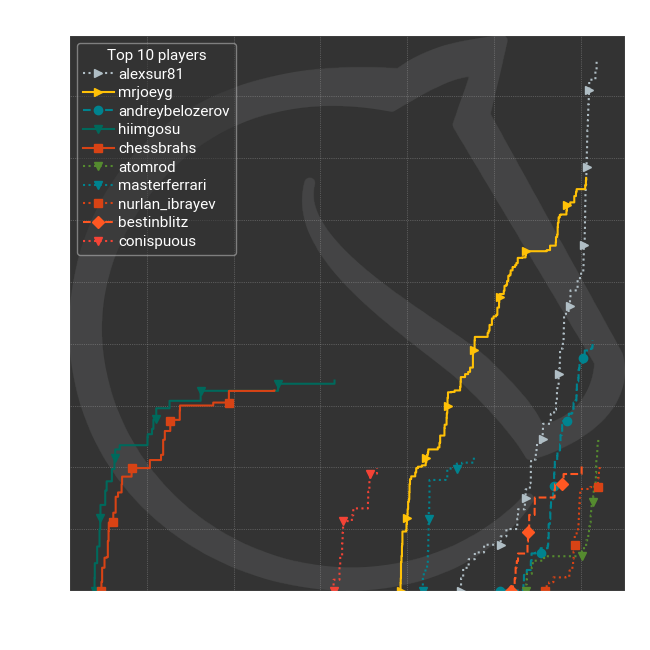 Top 10 players
alexsur81
mrjoeyg
andreybelozerov
hiimgosu
chessbrahs
atomrod
masterferrari
nurlan_ibrayev
bestinblitz
conispuous